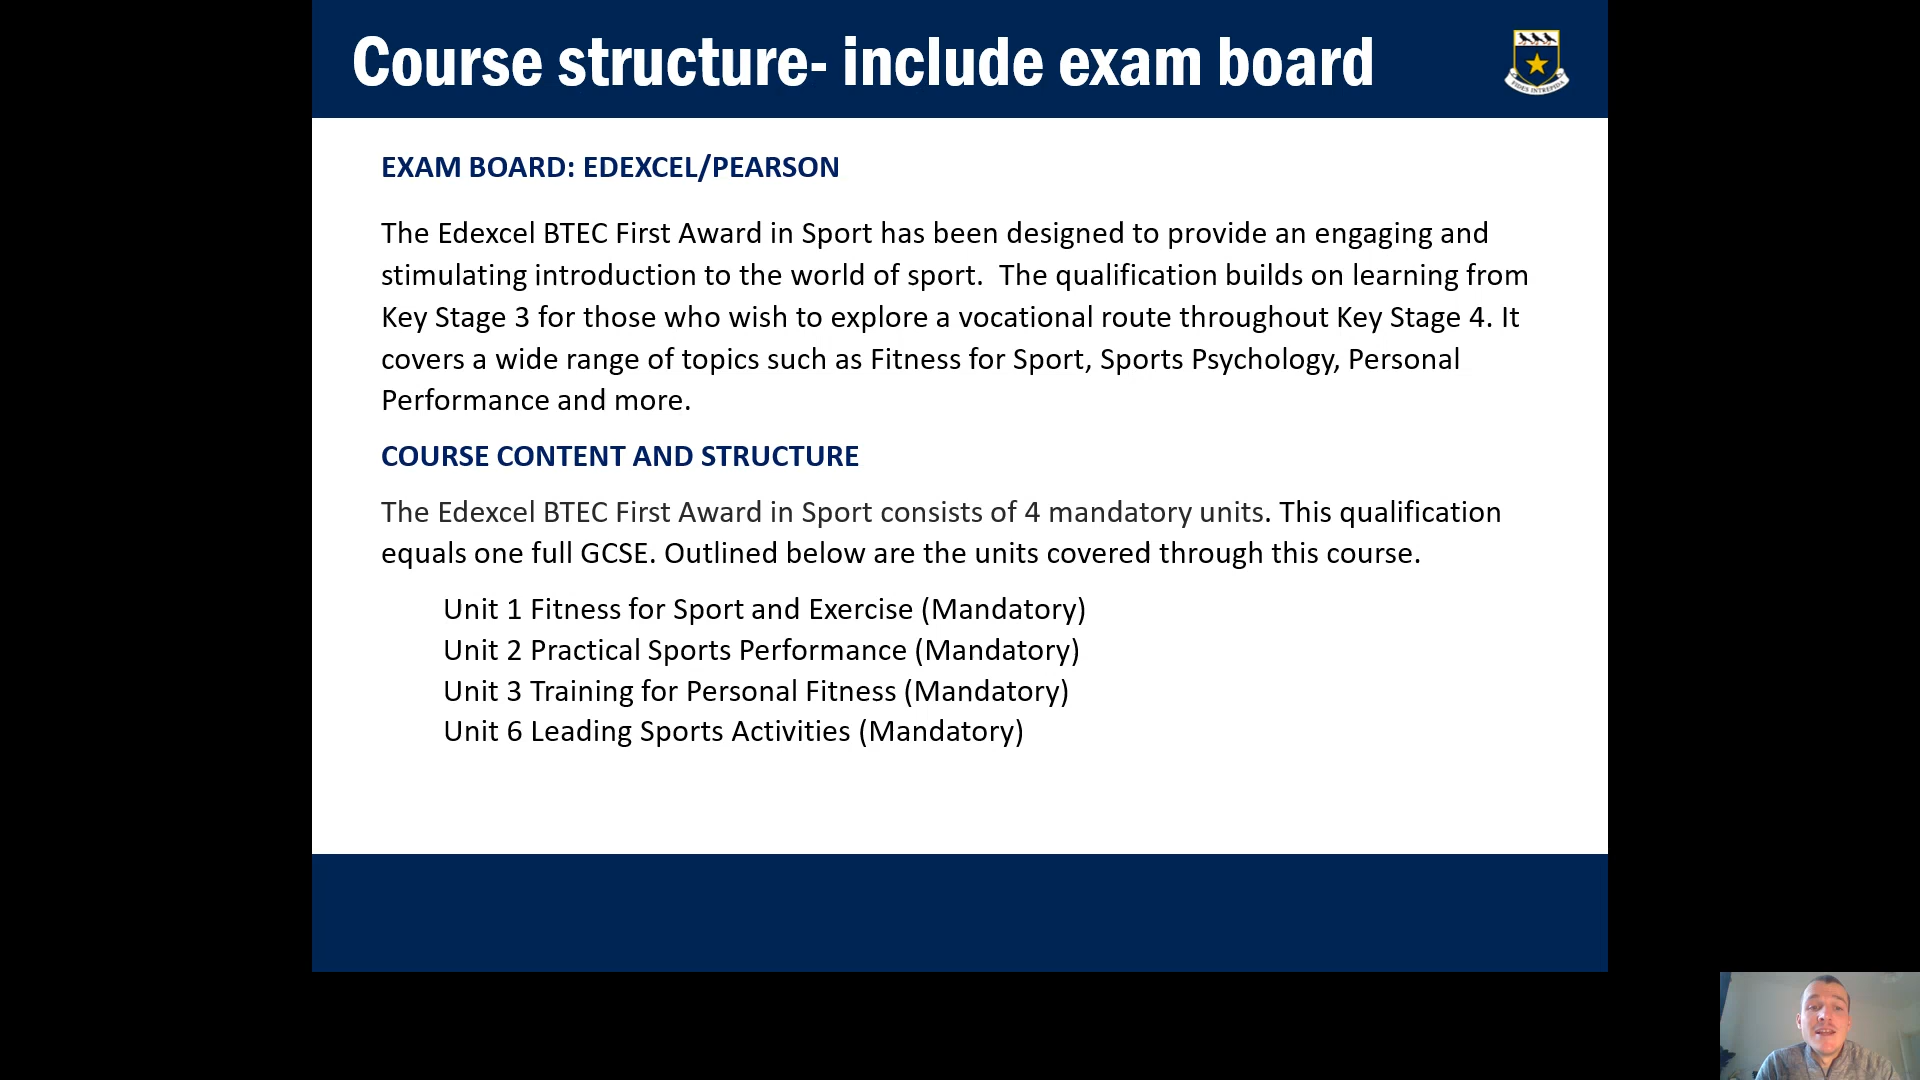 Course structure- include exam board
EXAM BOARD: EDEXCEL/PEARSON
The Edexcel BTEC First Award in Sport has been designed to provide an engaging and
stimulating introduction to the world of sport.  The qualification builds on learning from
Key Stage 3 for those who wish to explore a vocational route throughout Key Stage 4. It
covers a wide range of topics such as Fitness for Sport, Sports Psychology, Personal
Performance and more.
COURSE CONTENT AND STRUCTURE
The Edexcel BTEC First Award in Sport consists of 4 mandatory units. This qualification
equals one full GCSE. Outlined below are the units covered through this course.
Unit 1 Fitness for Sport and Exercise (Mandatory)
Unit 2 Practical Sports Performance (Mandatory)
Unit 3 Training for Personal Fitness (Mandatory)
Unit 6 Leading Sports Activities (Mandatory)